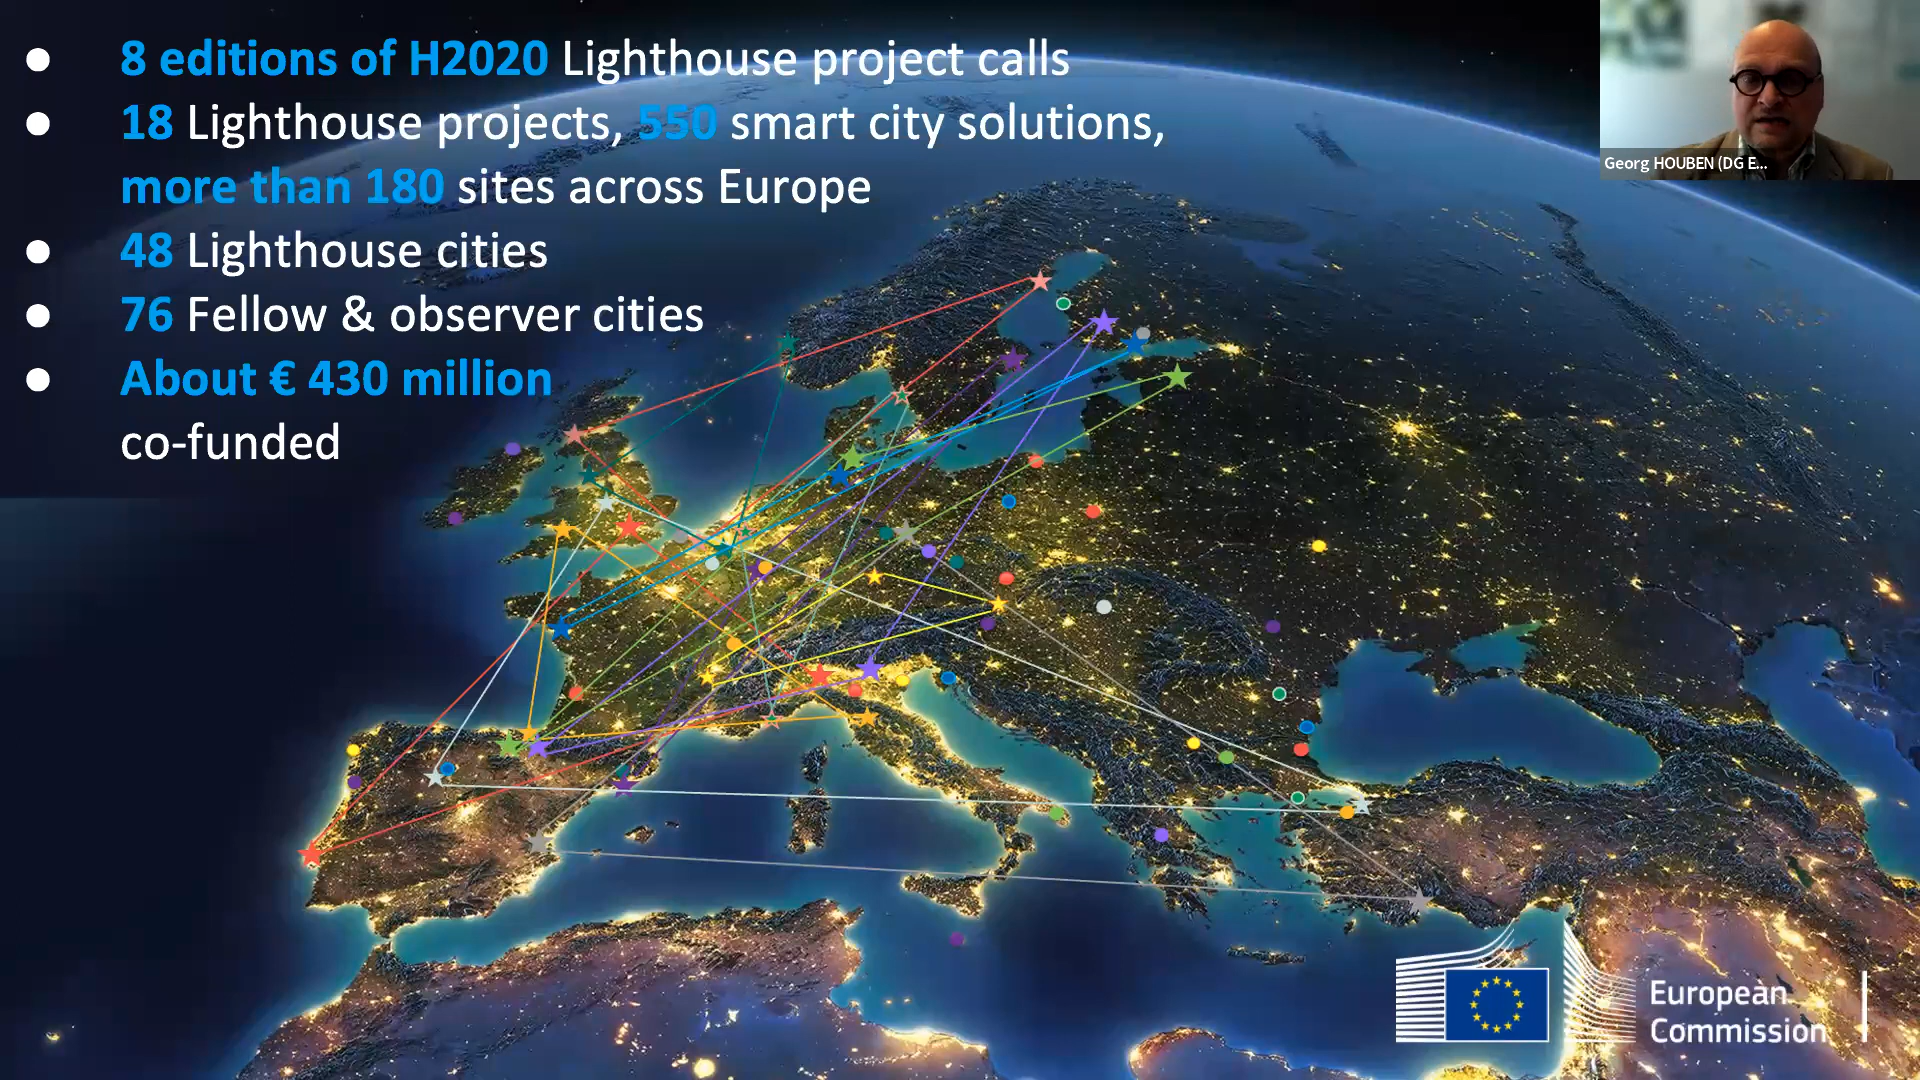 ● 8 editions of H2020 Lighthouse project calls
● 18 Lighthouse projects, 550 smart city solutions,
more than 180 sites across Europe
● 48 Lighthouse cities
● 76 Fellow & observer cities
● About € 430 million
co-funded
Georg HOUBEN (DG E...
European
Commission